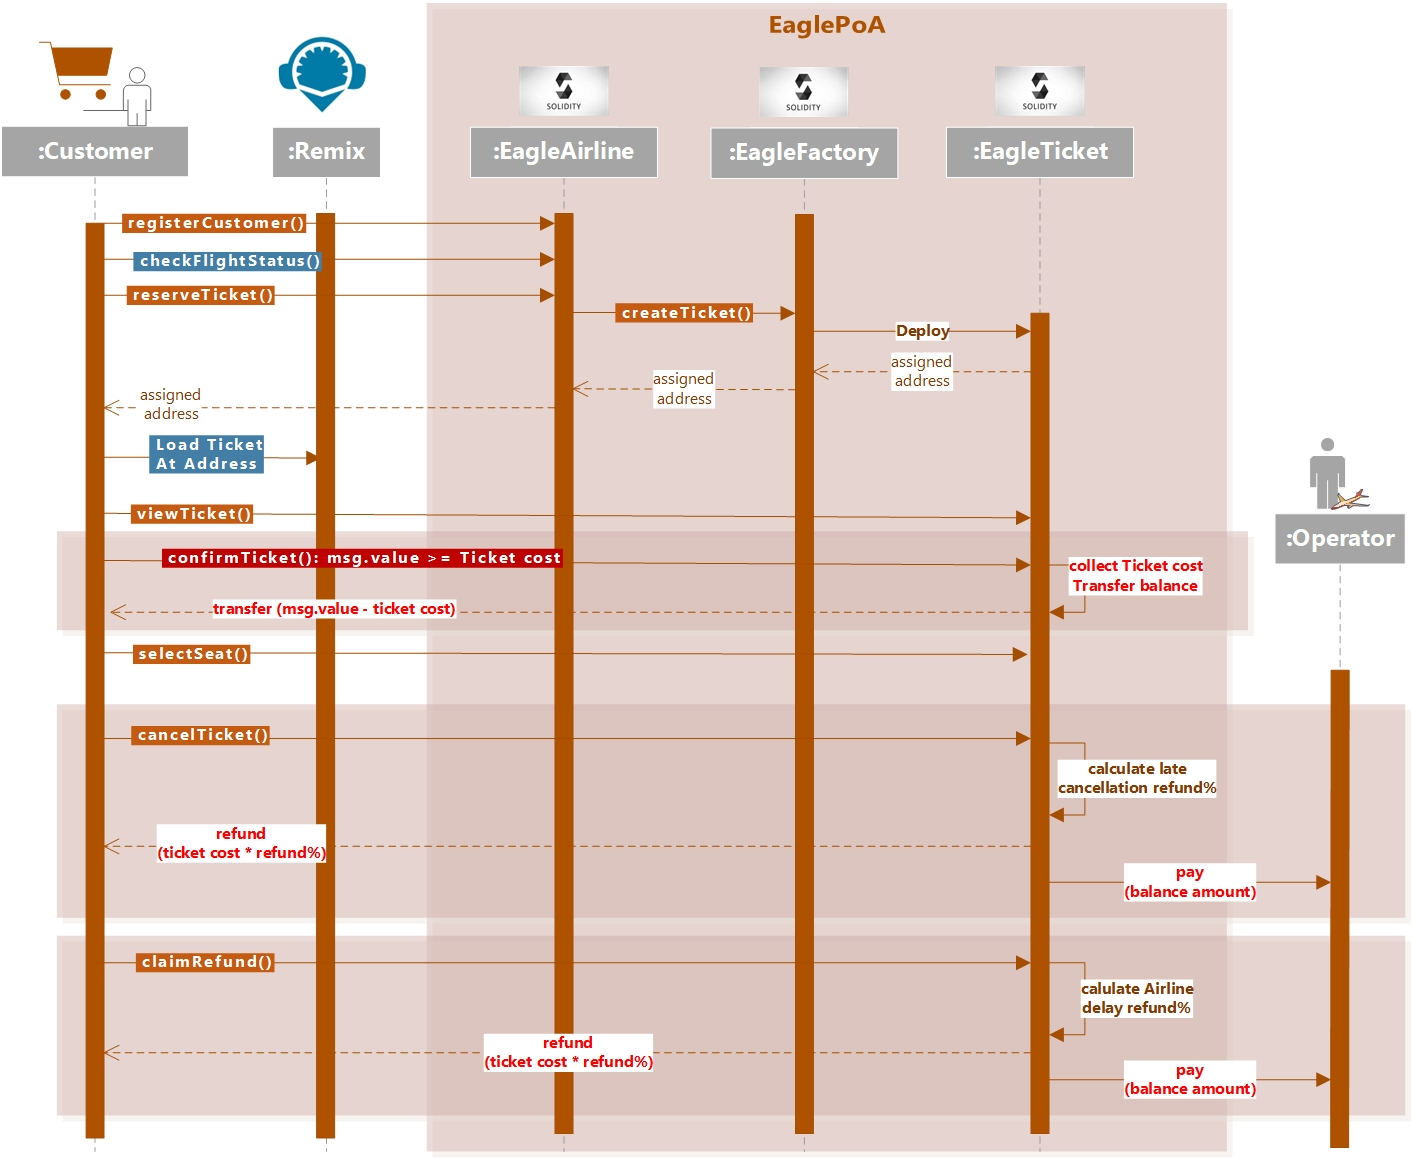 EaglePoA
SOLIDITY
SOLIDITY
SOLIDITY
:Customer
:Remix
:EagleAirline
:EagleFactory
:EagleTicket
registerCustomer()
checkFlightStatus()
reserveTicket()
createTicket()
Deploy
assigned
address
assigned
address
assigned
address
Load Ticket
At Address
viewTicket()
:Operator
confirmTicket(): msg.value >= Ticket cost
collect Ticket cost
Transfer balance
transfer (msg.value - ticket cost)
selectSeat()
cancelTicket()
calculate late
cancellation refund%
refund
(ticket cost * refund%)
pay
(balance amount)
claimRefund()
calulate Airline
delay refund%
refund
(ticket cost * refund%)
pay
(balance amount)